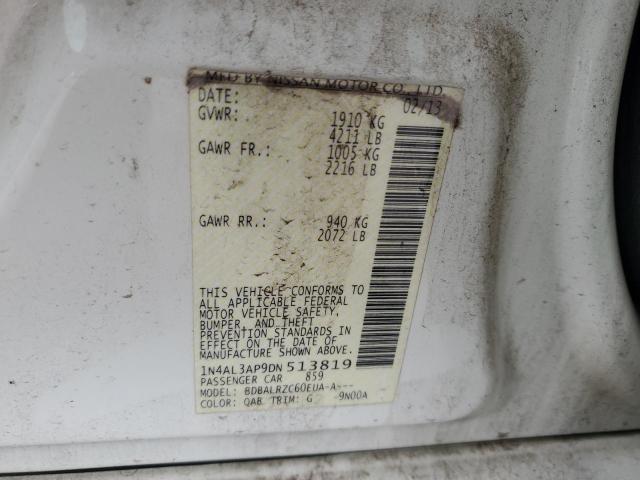 MFD BY NISSAN MOTOR CO., LTD.
DATE: 02/13
GVWR: 1910 KG
4211 LB
GAWR FR.: 1005 KG
2216 LB
GAWR RR.: 940 KG
2072 LB
THIS VEHICLE CONFORMS TO
ALL APPLICABLE FEDERAL
MOTOR VEHICLE SAFETY,
BUMPER, AND THEFT
PREVENTION STANDARDS IN
EFFECT ON THE DATE OF
MANUFACTURE SHOWN ABOVE.
1N4AL3AP9DN513819
PASSENGER CAR 859
MODEL: BDBALRZC60EUA-A---
COLOR: QAB TRIM: G -9N00A